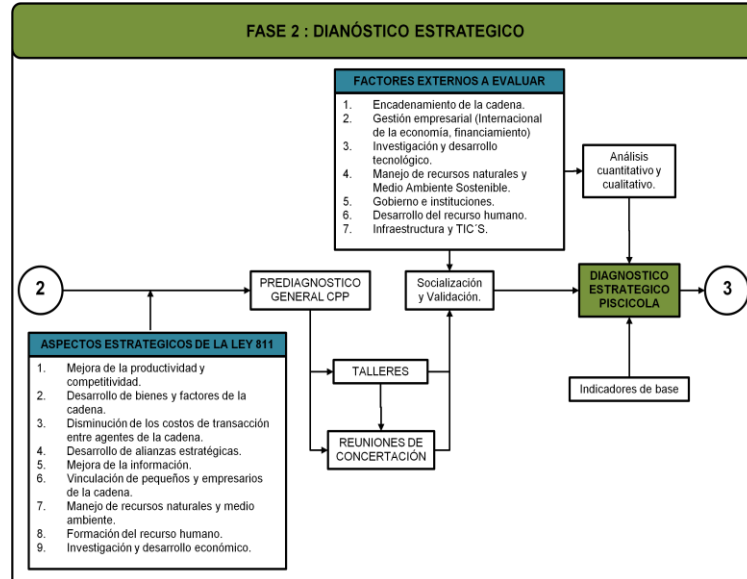 FASE 2 : DIANÓSTICO ESTRATEGICO
FACTORES EXTERNOS A EVALUAR
1. Encadenamiento de la cadena.
2. Gestión empresarial (Internacional
de la economía, financiamiento)
3. Investigación y desarrollo
tecnológico.
4. Manejo de recursos naturales y
Medio Ambiente Sostenible.
5. Gobierno e instituciones.
6. Desarrollo del recurso humano.
7. Infraestructura y TIC´S.
Análisis
cuantitativo y
cualitativo.
2
PREDIAGNOSTICO
GENERAL CPP
Socialización
y Validación.
DIAGNOSTICO
ESTRATEGICO
PISCICOLA
3
ASPECTOS ESTRATEGICOS DE LA LEY 811
1. Mejora de la productividad y
competitividad.
2. Desarrollo de bienes y factores de la
cadena.
3. Disminución de los costos de transacción
entre agentes de la cadena.
4. Desarrollo de alianzas estratégicas.
5. Mejora de la información.
6. Vinculación de pequeños y empresarios
de la cadena.
7. Manejo de recursos naturales y medio
ambiente.
8. Formación del recurso humano.
9. Investigación y desarrollo económico.
TALLERES
REUNIONES DE
CONCERTACIÓN
Indicadores de base